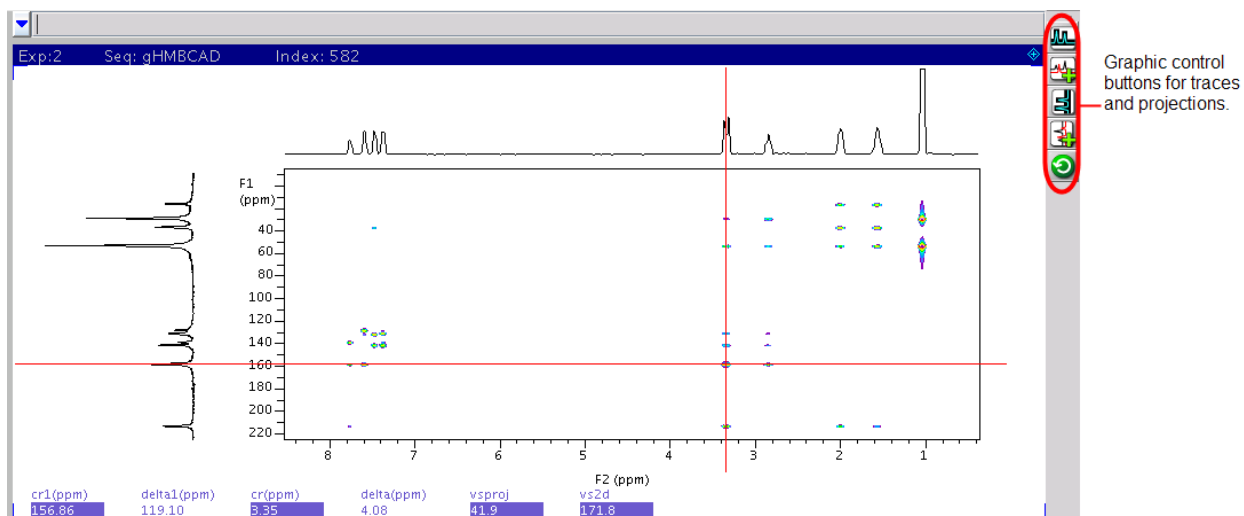 Exp:2 Seq: gHMBCAD Index: 582
Graphic control
buttons for traces
and projections.
F1
(ppm)
40
60
80
100
120
140
160
180
200
220
8 7 6 5 4 3 2 1
F2 (ppm)
cr1(ppm) delta1(ppm) cr(ppm) delta(ppm) vsproj vs2d
156.86 119.10 3.35 4.08 41.9 171.8